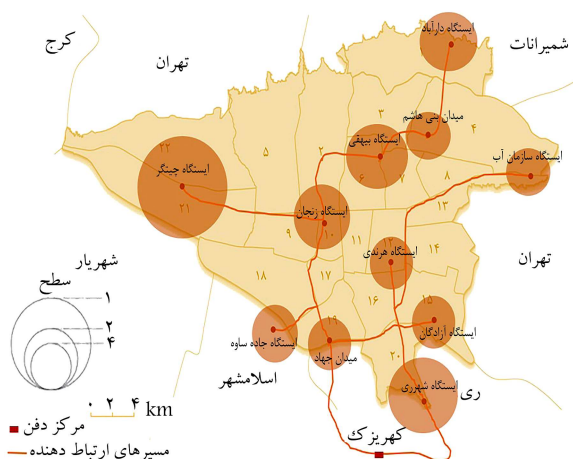 ایستگاه دارآباد
شمیرانات
کرج
تهران
میدان بنی هاشم
۳
۴
ایستگاه بیهقی
ایستگاه سازمان آب
۲۲
۵
۲
۶
۷
۸
ایستگاه چیتگر
۲۱
۱۳
ایستگاه زنجان
۹
۱۰
۱۱
۱۲
۱۴
ایستگاه هرندی
تهران
۱۸
۱۷
۱۶
۱۵
شهریار
سطح
۱
۲
۴
ایستگاه جاده ساوه
۱۹
میدان جهاد
ایستگاه آزادگان
۲۰
اسلامشهر
ایستگاه شهرری
ری
۰ ۲ ۴
km
کهریزک
مرکز دفن
مسیرهای ارتباط دهنده